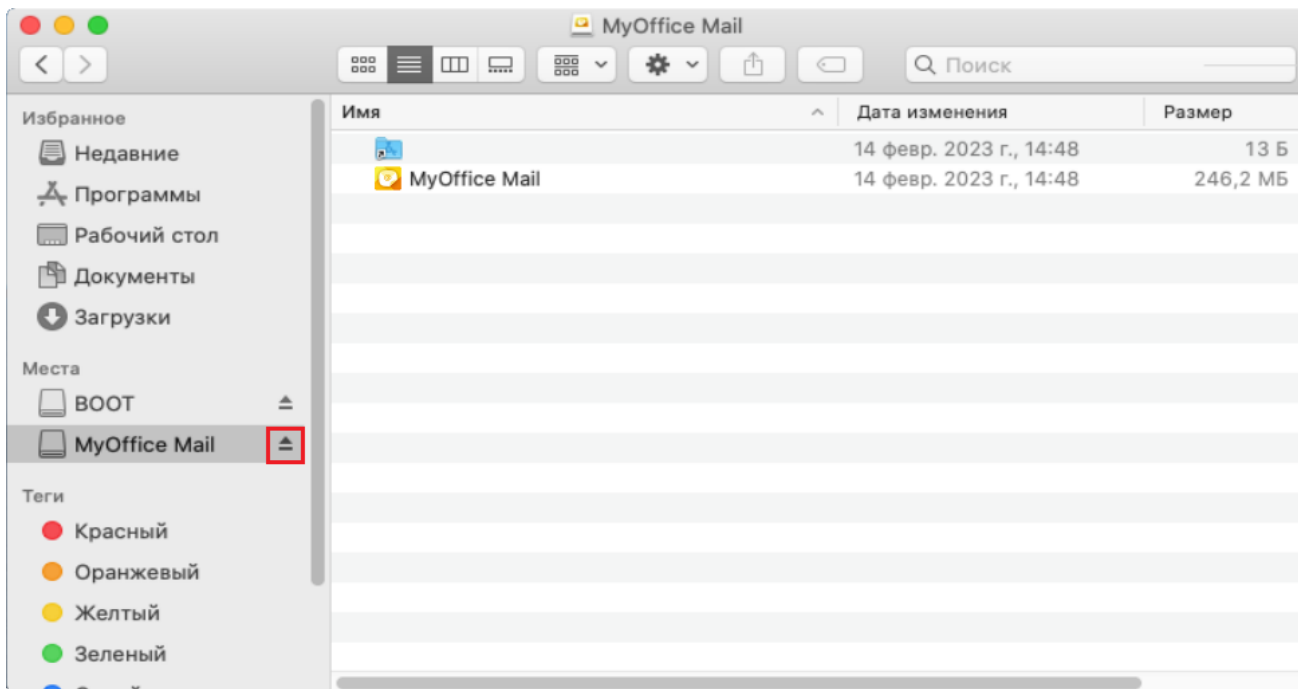 MyOffice Mail
Поиск
Избранное
Недавние
Программы
Рабочий стол
Документы
Загрузки
Места
BOOT
MyOffice Mail
Теги
Красный
Оранжевый
Желтый
Зеленый
Имя Дата изменения Размер
14 февр. 2023 г., 14:48 13 Б
MyOffice Mail 14 февр. 2023 г., 14:48 246,2 МБ